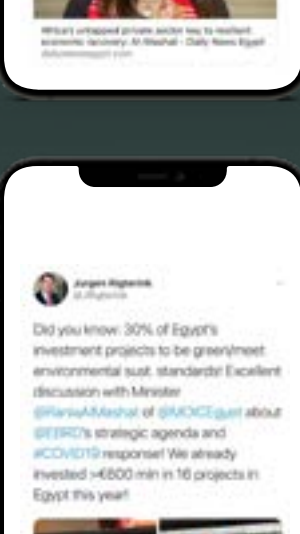 Africa's untapped private sector key to resilient
economic recovery: Al Mashat - Daily News Egypt
dailynewsegypt.com
Jurgen Rigterink
@JRigterink
Did you know: 30% of Egypt's
investment projects to be green/meet
environmental sust. standards! Excellent
discussion with Minister
@RaniaAlMashat of @MOICEgypt about
@EBRD's strategic agenda and
#COVID19 response! We already
invested >€800 mln in 16 projects in
Egypt this year!